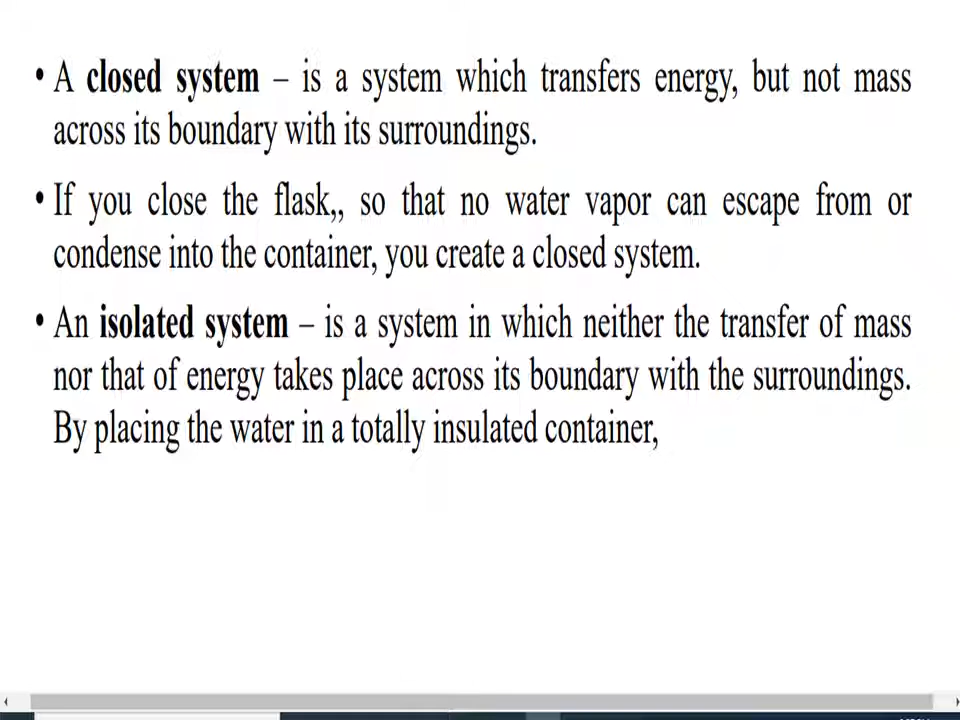 • A closed system – is a system which transfers energy, but not mass
across its boundary with its surroundings.
• If you close the flask,, so that no water vapor can escape from or
condense into the container, you create a closed system.
• An isolated system – is a system in which neither the transfer of mass
nor that of energy takes place across its boundary with the surroundings.
By placing the water in a totally insulated container,